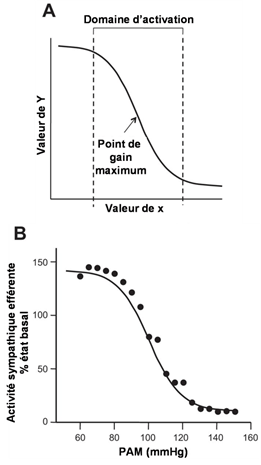 A
Domaine d'activation
Valeur de Y
Point de
gain
maximum
Valeur de x
B
Activité sympathique efférente
% état basal
150
100
50
0
60
80
100
120
140
160
PAM (mmHg)